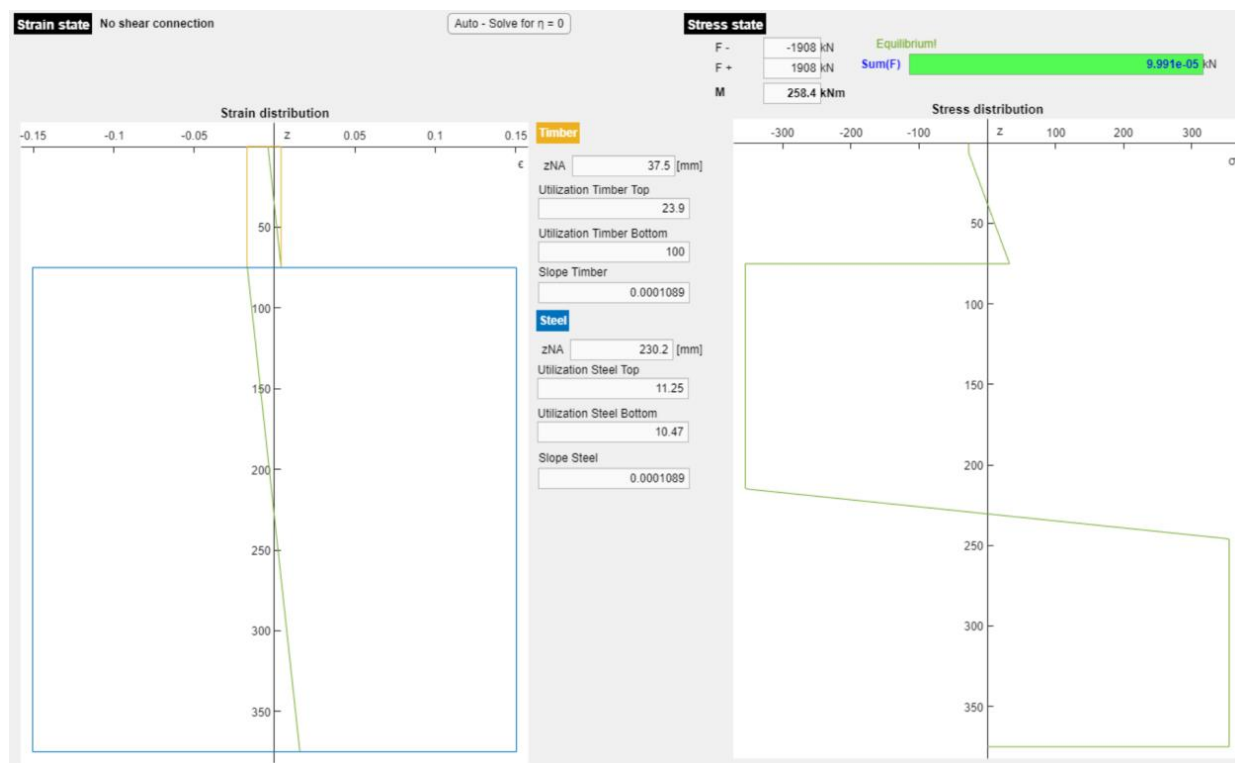 Strain state No shear connection Auto - Solve for η = 0 Stress state
F - -1908 kN Equilibrium!
F + 1908 kN Sum(F) 9.991e-05 kN
M 258.4 kNm
Strain distribution
-0.15 -0.1 -0.05 z 0.05 0.1 0.15
ϵ
50
100
150
200
250
300
350
Timber
zNA 37.5 [mm]
Utilization Timber Top
23.9
Utilization Timber Bottom
100
Slope Timber
0.0001089
Steel
zNA 230.2 [mm]
Utilization Steel Top
11.25
Utilization Steel Bottom
10.47
Slope Steel
0.0001089
Stress distribution
-300 -200 -100 0 z 100 200 300
σ
50
100
150
200
250
300
350